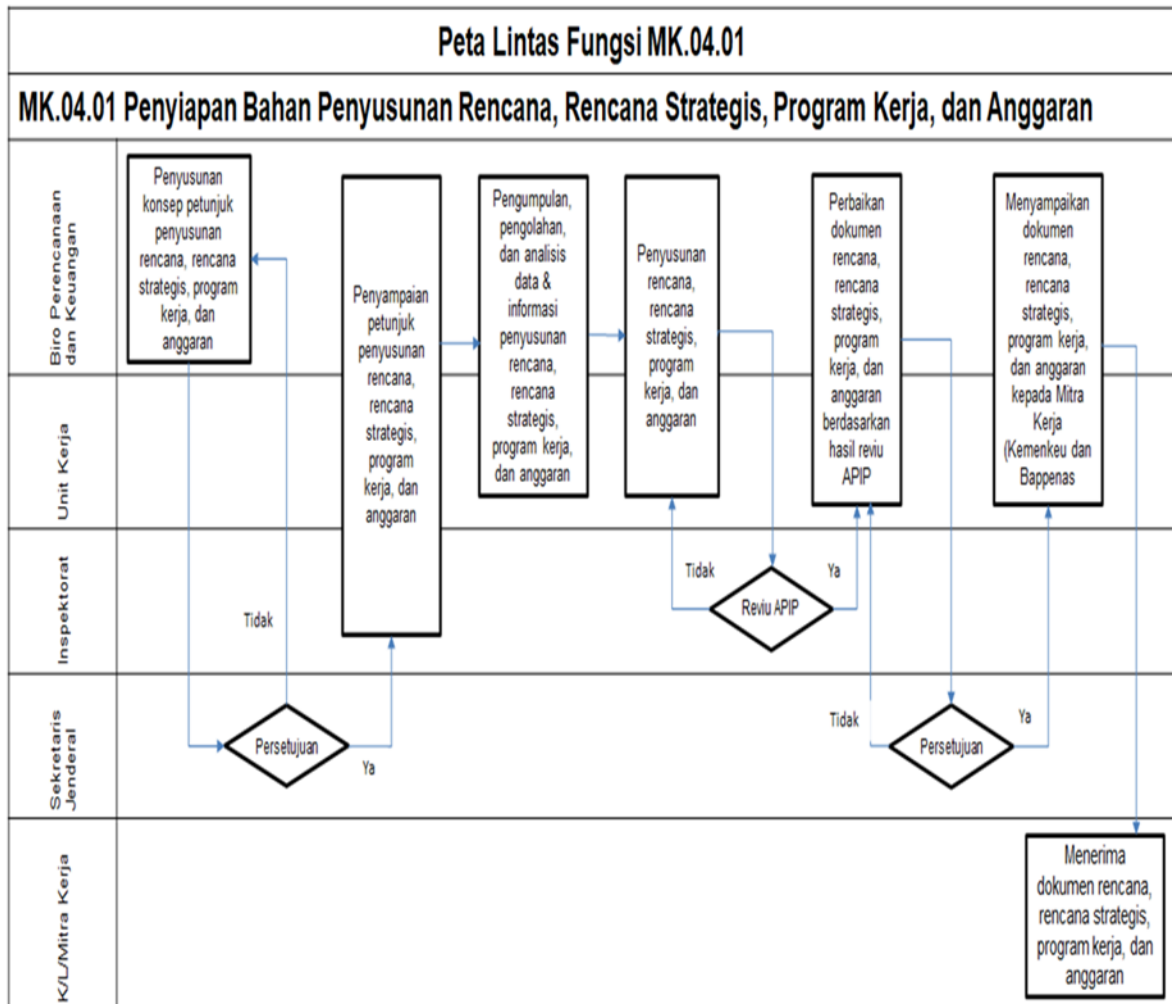 Peta Lintas Fungsi MK.04.01
MK.04.01 Penyiapan Bahan Penyusunan Rencana, Rencana Strategis, Program Kerja, dan Anggaran
Biro Perencanaan
dan Keuangan
Penyusunan
konsep petunjuk
penyusunan
rencana, rencana
strategis, program
kerja, dan
anggaran
Penyampaian
petunjuk
penyusunan
rencana,
rencana
strategis,
program
kerja, dan
anggaran
Pengumpulan,
pengolahan,
dan analisis
data &
informasi
penyusunan
rencana,
rencana
strategis,
program kerja,
dan anggaran
Penyusunan
rencana,
rencana
strategis,
program
kerja, dan
anggaran
Perbaikan
dokumen
rencana,
rencana
strategis,
program
kerja, dan
anggaran
berdasarkan
hasil reviu
APIP
Menyampaikan
dokumen
rencana,
rencana
strategis,
program kerja,
dan anggaran
kepada Mitra
Kerja
(Kemenkeu dan
Bappenas
Unit Kerja
Inspektorat
Tidak
Tidak
Reviu APIP
Ya
Sekretaris
Jenderal
Persetujuan
Ya
Tidak
Persetujuan
Ya
K/L/Mitra Kerja
Menerima
dokumen rencana,
rencana strategis,
program kerja, dan
anggaran